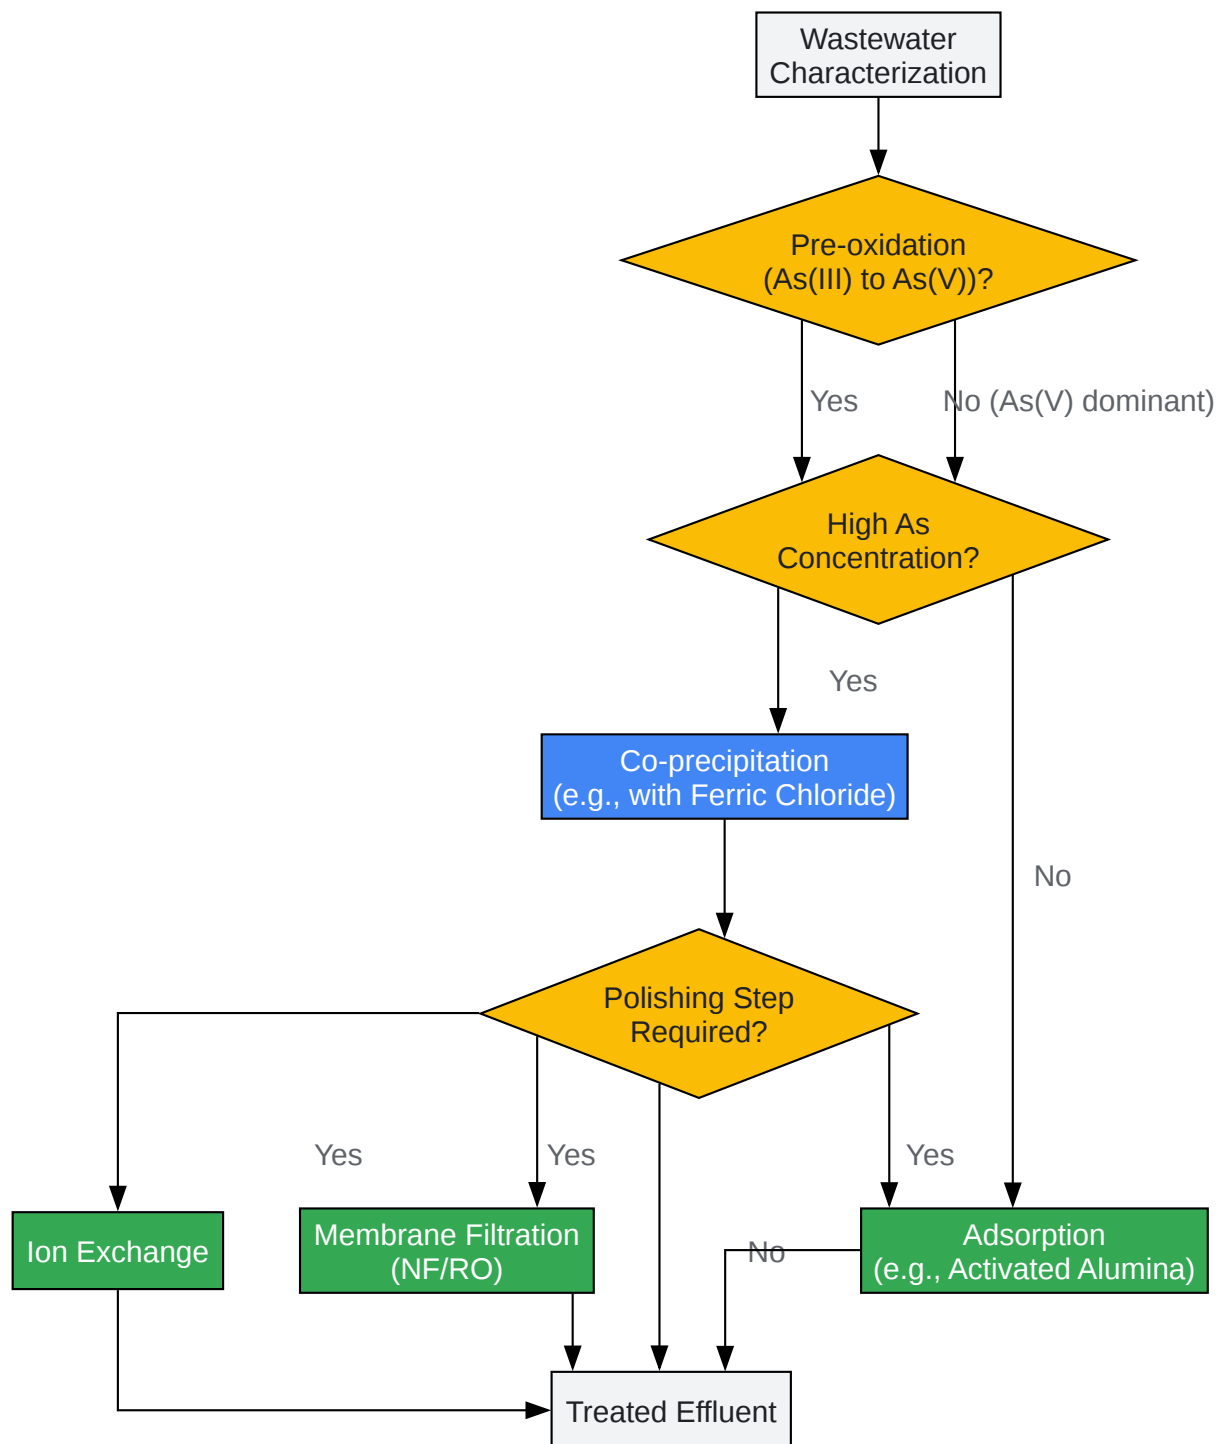 Wastewater
Characterization
Pre-oxidation
(As(III) to As(V))?
Yes
No (As(V) dominant)
High As
Concentration?
Yes
Co-precipitation
(e.g., with Ferric Chloride)
No
Polishing Step
Required?
Yes
Yes
Yes
Ion Exchange
Membrane Filtration
(NF/RO)
No
Adsorption
(e.g., Activated Alumina)
Treated Effluent